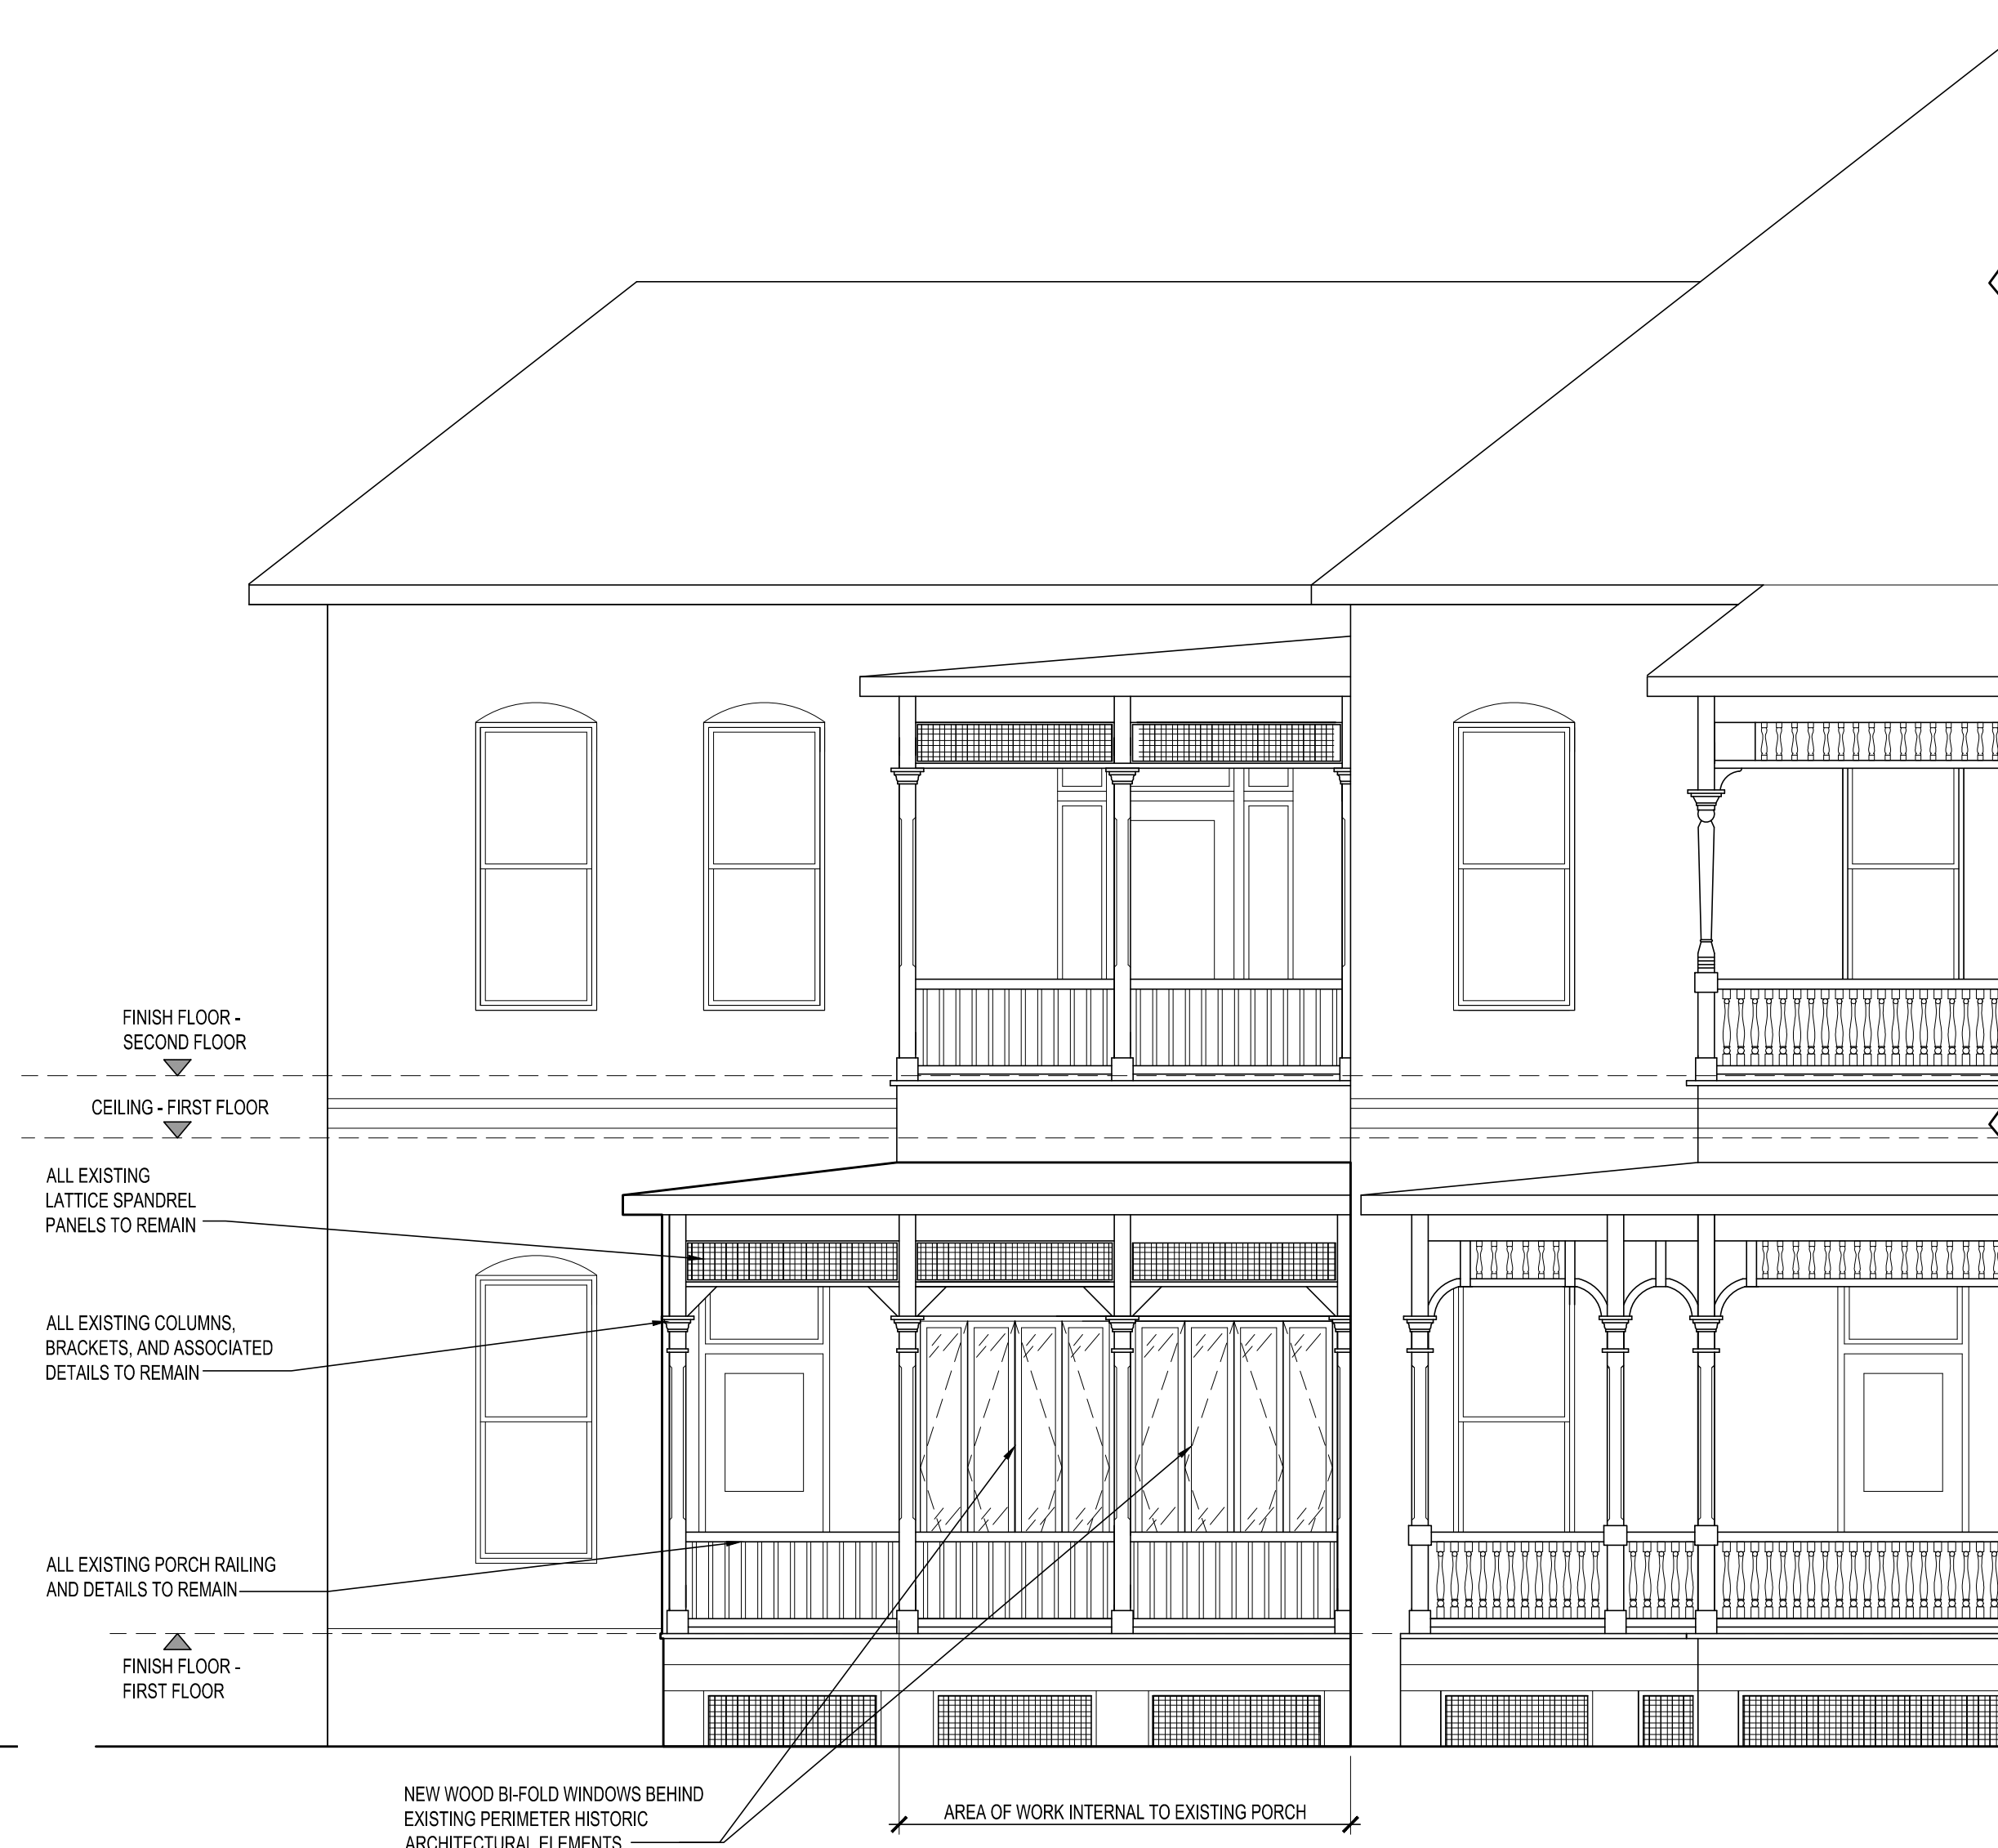 FINISH FLOOR -
SECOND FLOOR
CEILING - FIRST FLOOR
ALL EXISTING
LATTICE SPANDREL
PANELS TO REMAIN
ALL EXISTING COLUMNS,
BRACKETS, AND ASSOCIATED
DETAILS TO REMAIN
ALL EXISTING PORCH RAILING
AND DETAILS TO REMAIN
FINISH FLOOR -
FIRST FLOOR
NEW WOOD BI-FOLD WINDOWS BEHIND
EXISTING PERIMETER HISTORIC
ARCHITECTURAL ELEMENTS
AREA OF WORK INTERNAL TO EXISTING PORCH